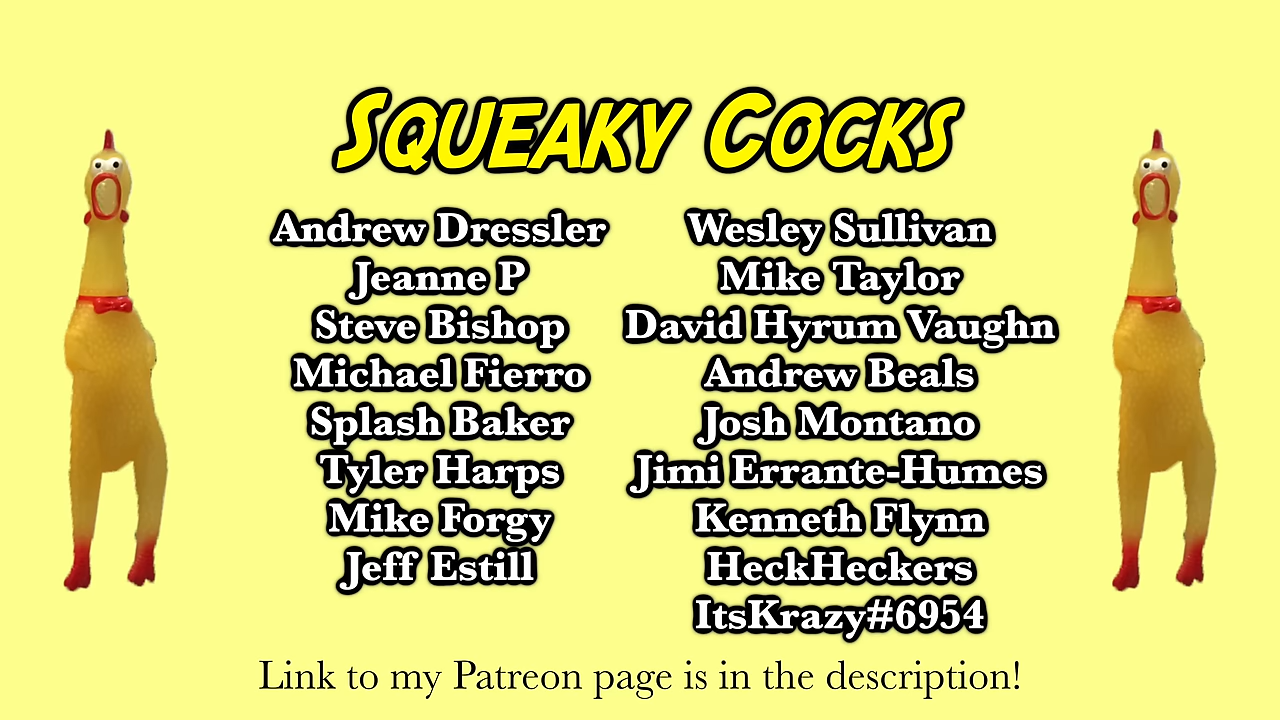 Squeaky Cocks
Andrew Dressler
Jeanne P
Steve Bishop
Michael Fierro
Splash Baker
Tyler Harps
Mike Forgy
Jeff Estill
Wesley Sullivan
Mike Taylor
David Hyrum Vaughn
Andrew Beals
Josh Montano
Jimi Errante-Humes
Kenneth Flynn
HeckHeckers
ItsKrazy#6954
Link to my Patreon page is in the description!